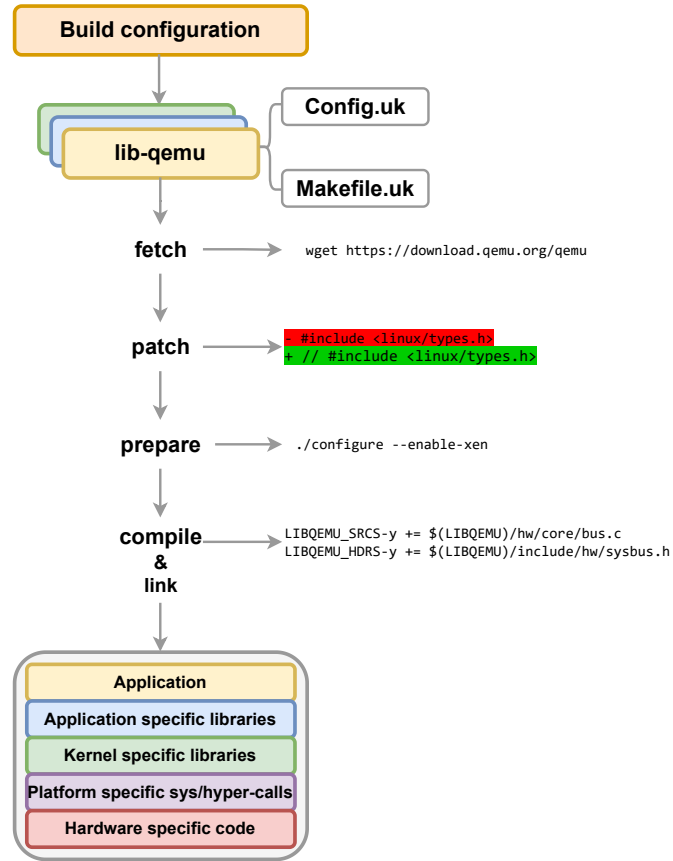 Build configuration
Config.uk
lib-qemu
Makefile.uk
fetch
wget https://download.qemu.org/qemu
patch
- #include <linux/types.h>
+ // #include <linux/types.h>
prepare
./configure --enable-xen
compile
&
link
LIBQEMU_SRCS-y += $(LIBQEMU)/hw/core/bus.c
LIBQEMU_HDRS-y += $(LIBQEMU)/include/hw/sysbus.h
Application
Application specific libraries
Kernel specific libraries
Platform specific sys/hyper-calls
Hardware specific code